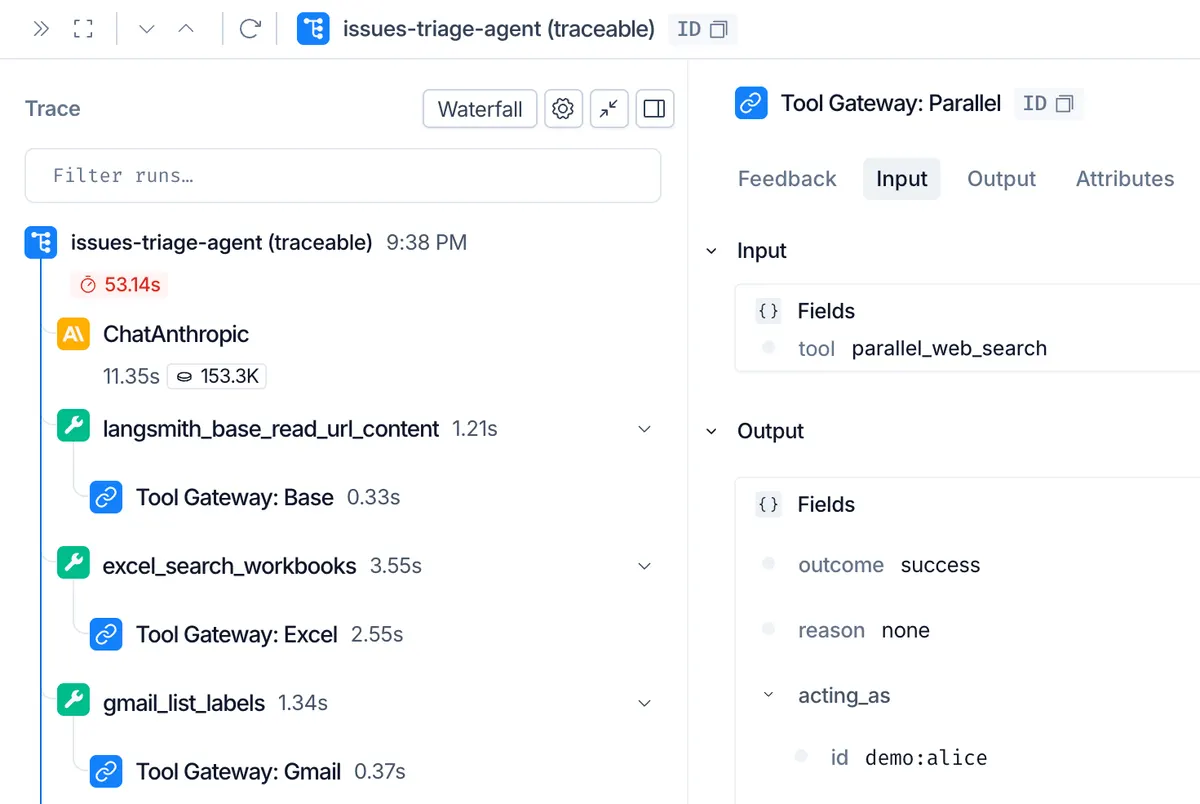 issues-triage-agent (traceable) ID
Trace
Waterfall
Filter runs…
issues-triage-agent (traceable) 9:38 PM
53.14s
ChatAnthropic
11.35s 153.3K
langsmith_base_read_url_content 1.21s
Tool Gateway: Base 0.33s
excel_search_workbooks 3.55s
Tool Gateway: Excel 2.55s
gmail_list_labels 1.34s
Tool Gateway: Gmail 0.37s
Tool Gateway: Parallel ID
Feedback Input Output Attributes
Input
{} Fields
tool parallel_web_search
Output
{} Fields
outcome success
reason none
acting_as
id demo:alice